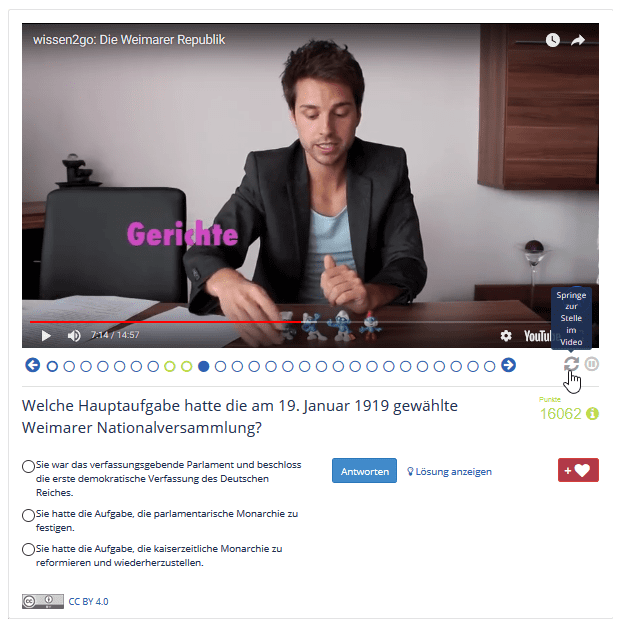 wissen2go: Die Weimarer Republik
Gerichte
7:14 / 14:57
Springe
zur
Stelle
im
Video
Welche Hauptaufgabe hatte die am 19. Januar 1919 gewählte
Weimarer Nationalversammlung?
Punkte
16062
Sie war das verfassungsgebende Parlament und beschloss
die erste demokratische Verfassung des Deutschen
Reiches.
Antworten
Lösung anzeigen
+
Sie hatte die Aufgabe, die parlamentarische Monarchie zu
festigen.
Sie hatte die Aufgabe, die kaiserzeitliche Monarchie zu
reformieren und wiederherzustellen.
CC BY 4.0